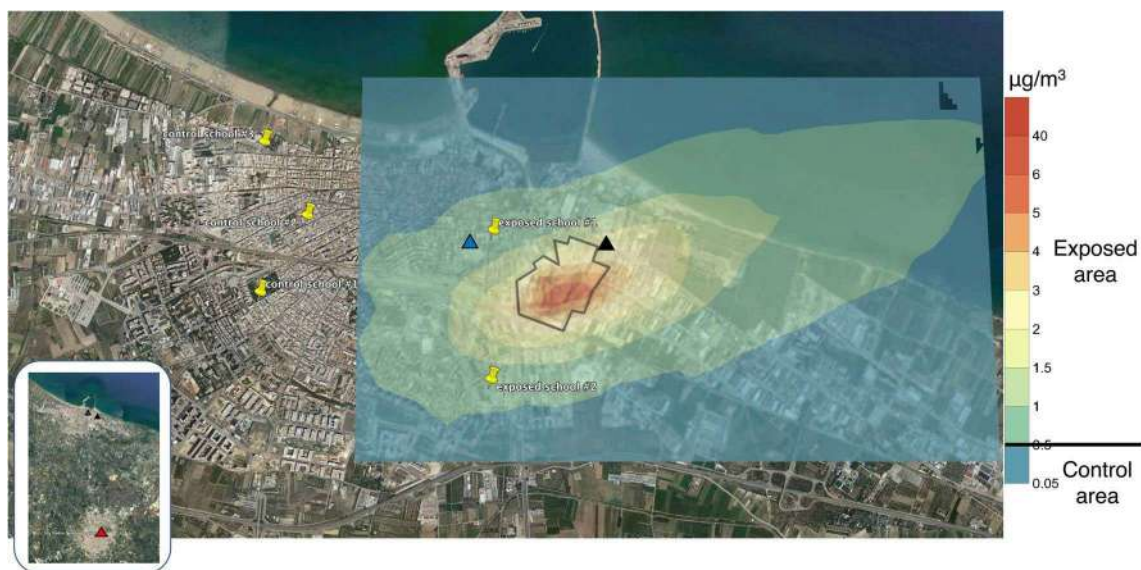 µg/m³
control school #3
40
6
exposed school #1
control school #2
5
4
Exposed
area
3
control school #1
2
1.5
exposed school #2
1
0.5
Control
area
0.05